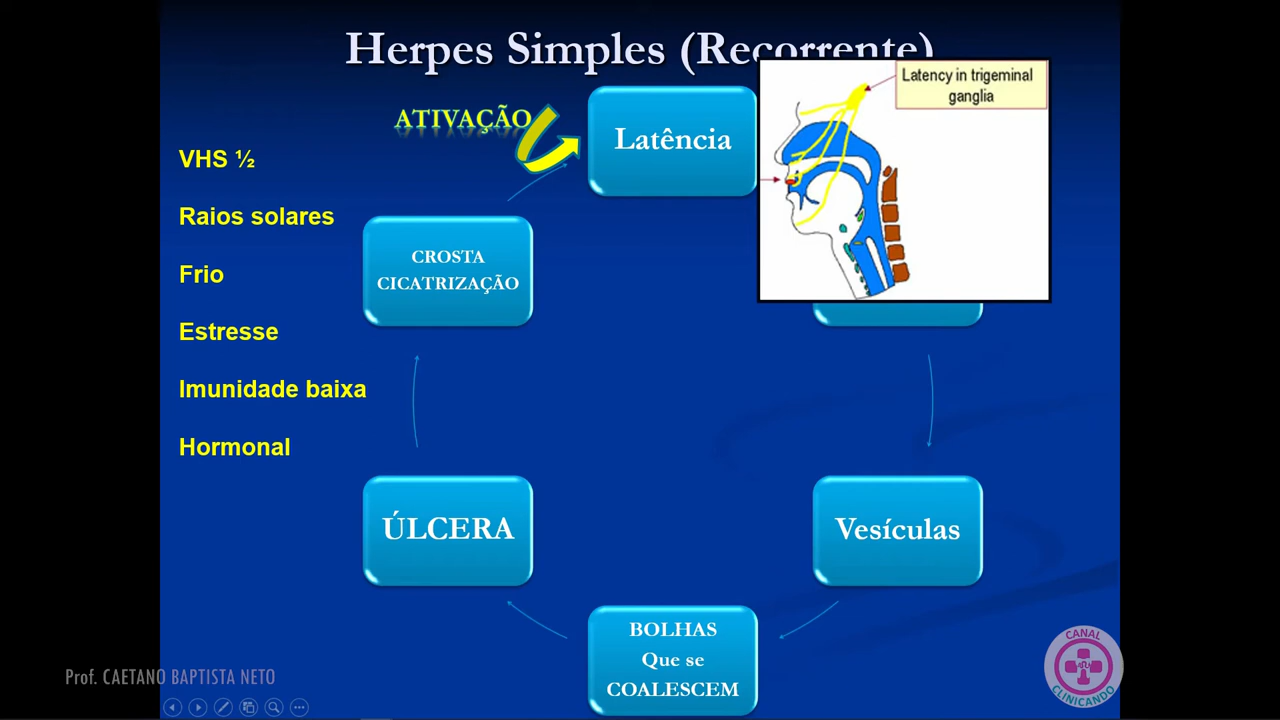 Herpes Simples (Recorrente)
Latency in trigeminal
ganglia
ATIVAÇÃO
Latência
VHS ½
Raios solares
Frio
Estresse
Imunidade baixa
Hormonal
CROSTA
CICATRIZAÇÃO
ÚLCERA
Vesículas
BOLHAS
Que se
COALESCEM
Prof. CAETANO BAPTISTA NETO
CANAL
CLINICANDO